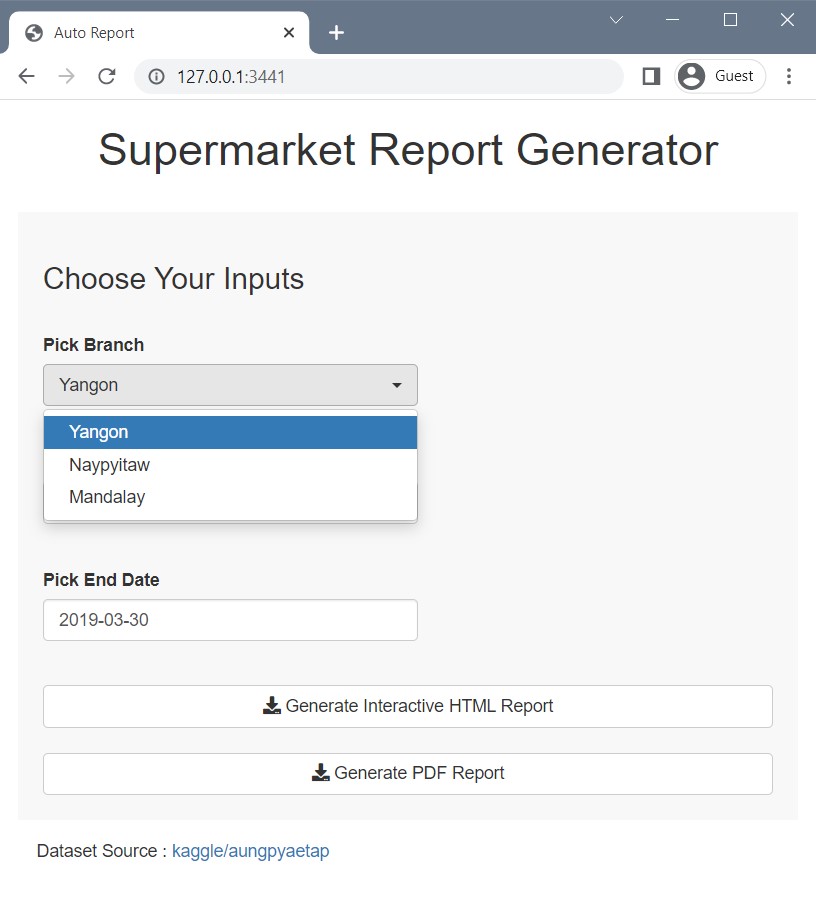 Auto Report
127.0.0.1:3441
Guest
Supermarket Report Generator
Choose Your Inputs
Pick Branch
Yangon
Yangon
Naypyitaw
Mandalay
Pick End Date
2019-03-30
Generate Interactive HTML Report
Generate PDF Report
Dataset Source : kaggle/aungpyaetap